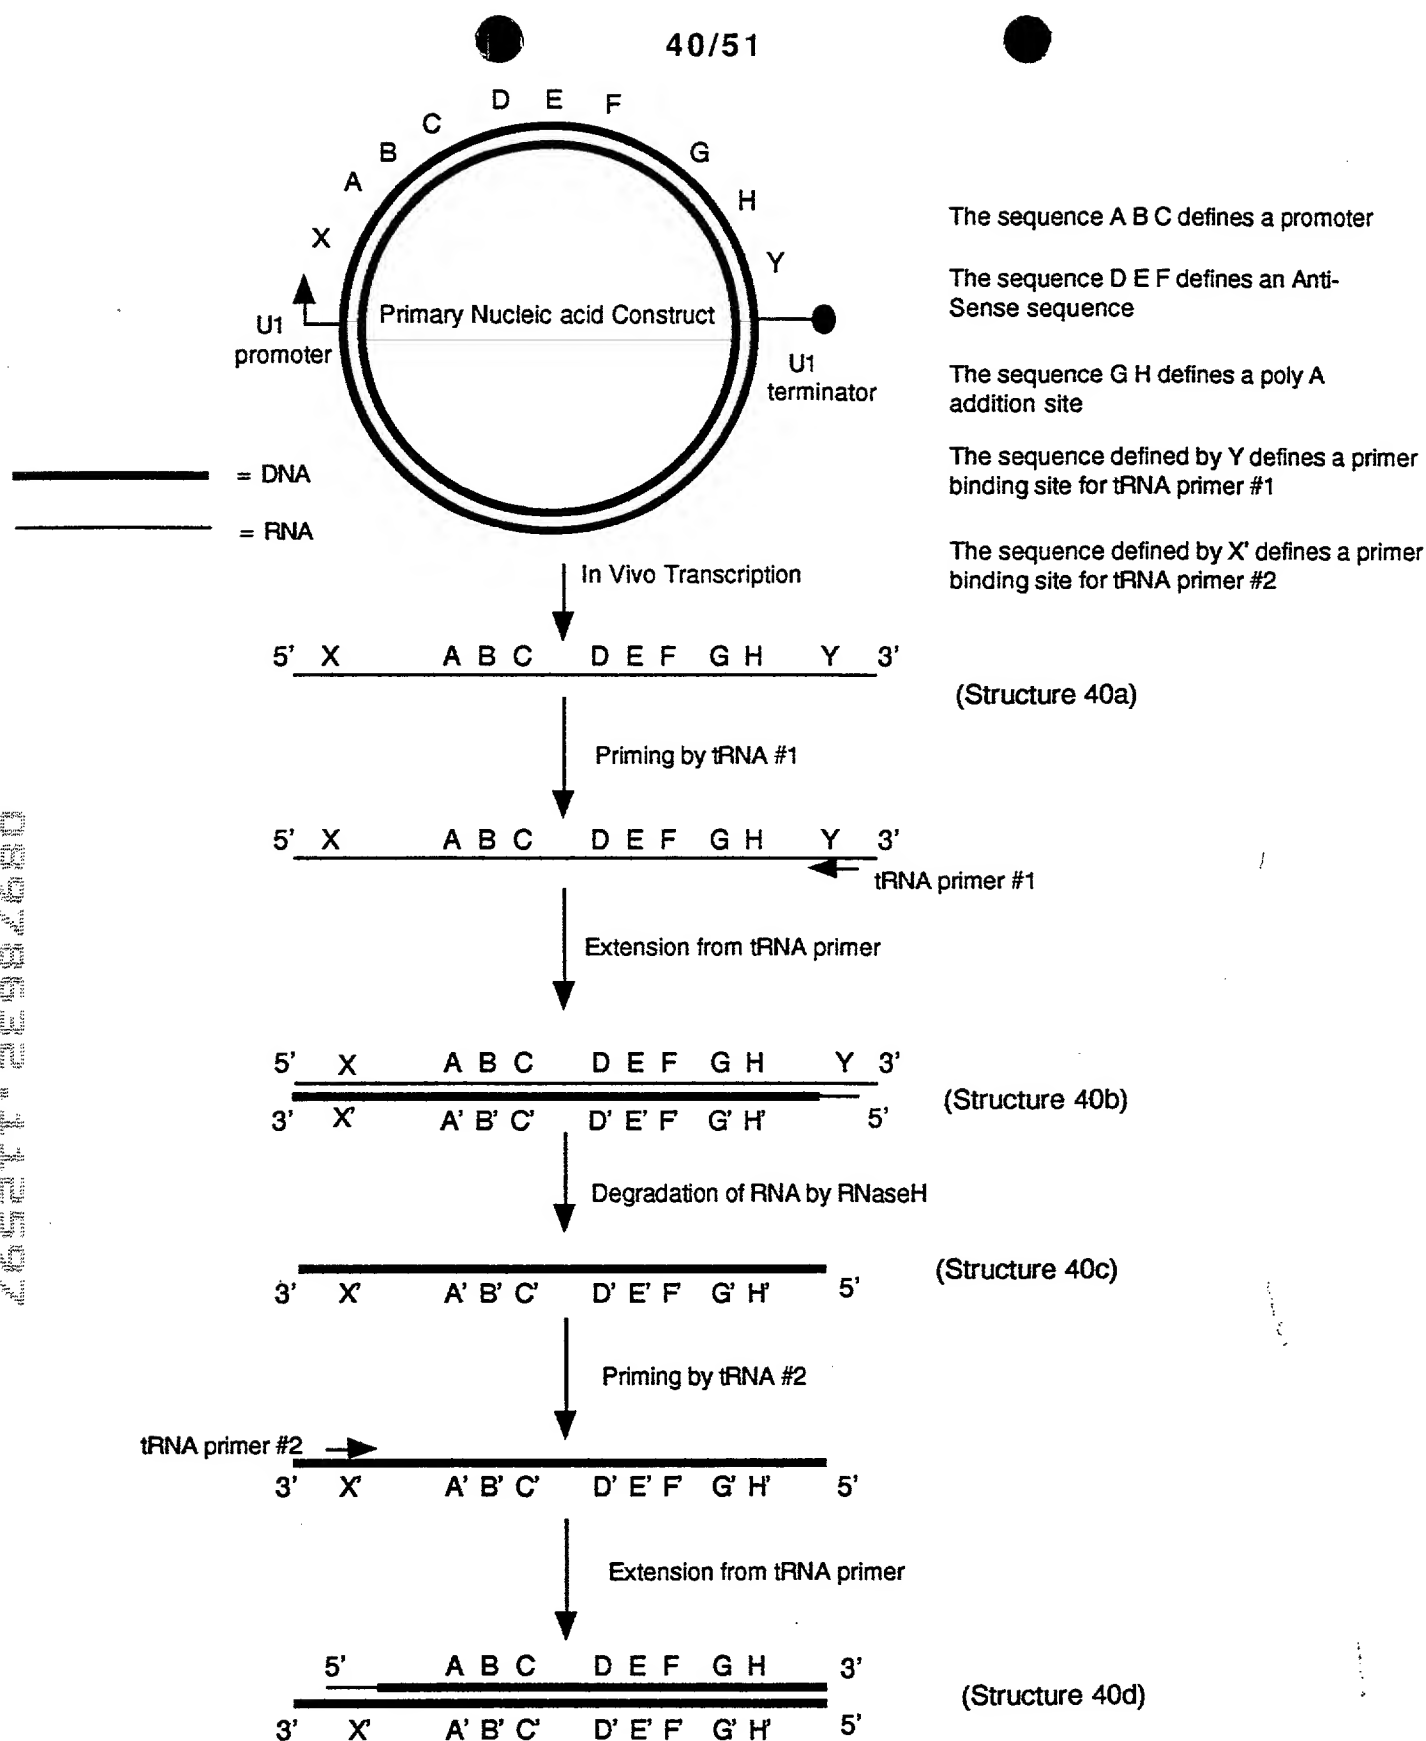 40/51
D E F
C G
B H
A Y
X
Primary Nucleic acid Construct
U1
promoter
U1
terminator
= DNA
= RNA
The sequence A B C defines a promoter
The sequence D E F defines an Anti-
Sense sequence
The sequence G H defines a poly A
addition site
The sequence defined by Y defines a primer
binding site for tRNA primer #1
The sequence defined by X' defines a primer
binding site for tRNA primer #2
In Vivo Transcription
5' X A B C D E F G H Y 3'
(Structure 40a)
Priming by tRNA #1
5' X A B C D E F G H Y 3'
tRNA primer #1
Extension from tRNA primer
5' X A B C D E F G H Y 3'
(Structure 40b)
3' X' A' B' C' D' E' F' G' H' 5'
Degradation of RNA by RNaseH
(Structure 40c)
3' X' A' B' C' D' E' F' G' H' 5'
Priming by tRNA #2
tRNA primer #2
3' X' A' B' C' D' E' F' G' H' 5'
Extension from tRNA primer
5' A B C D E F G H 3'
(Structure 40d)
3' X' A' B' C' D' E' F' G' H' 5'